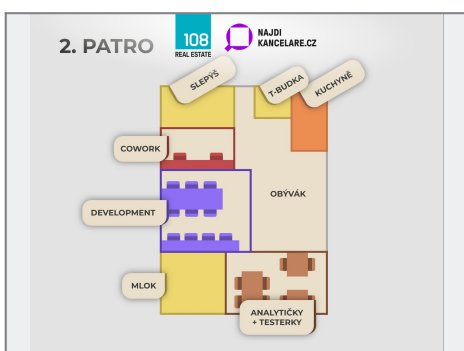 2. PATRO
108
REAL ESTATE
NAJDI
KANCELARE.CZ
SLEPÝŠ
T-BUDKA
KUCHYNĚ
COWORK
OBÝVÁK
DEVELOPMENT
MLOK
ANALYTIČKY
+ TESTERKY